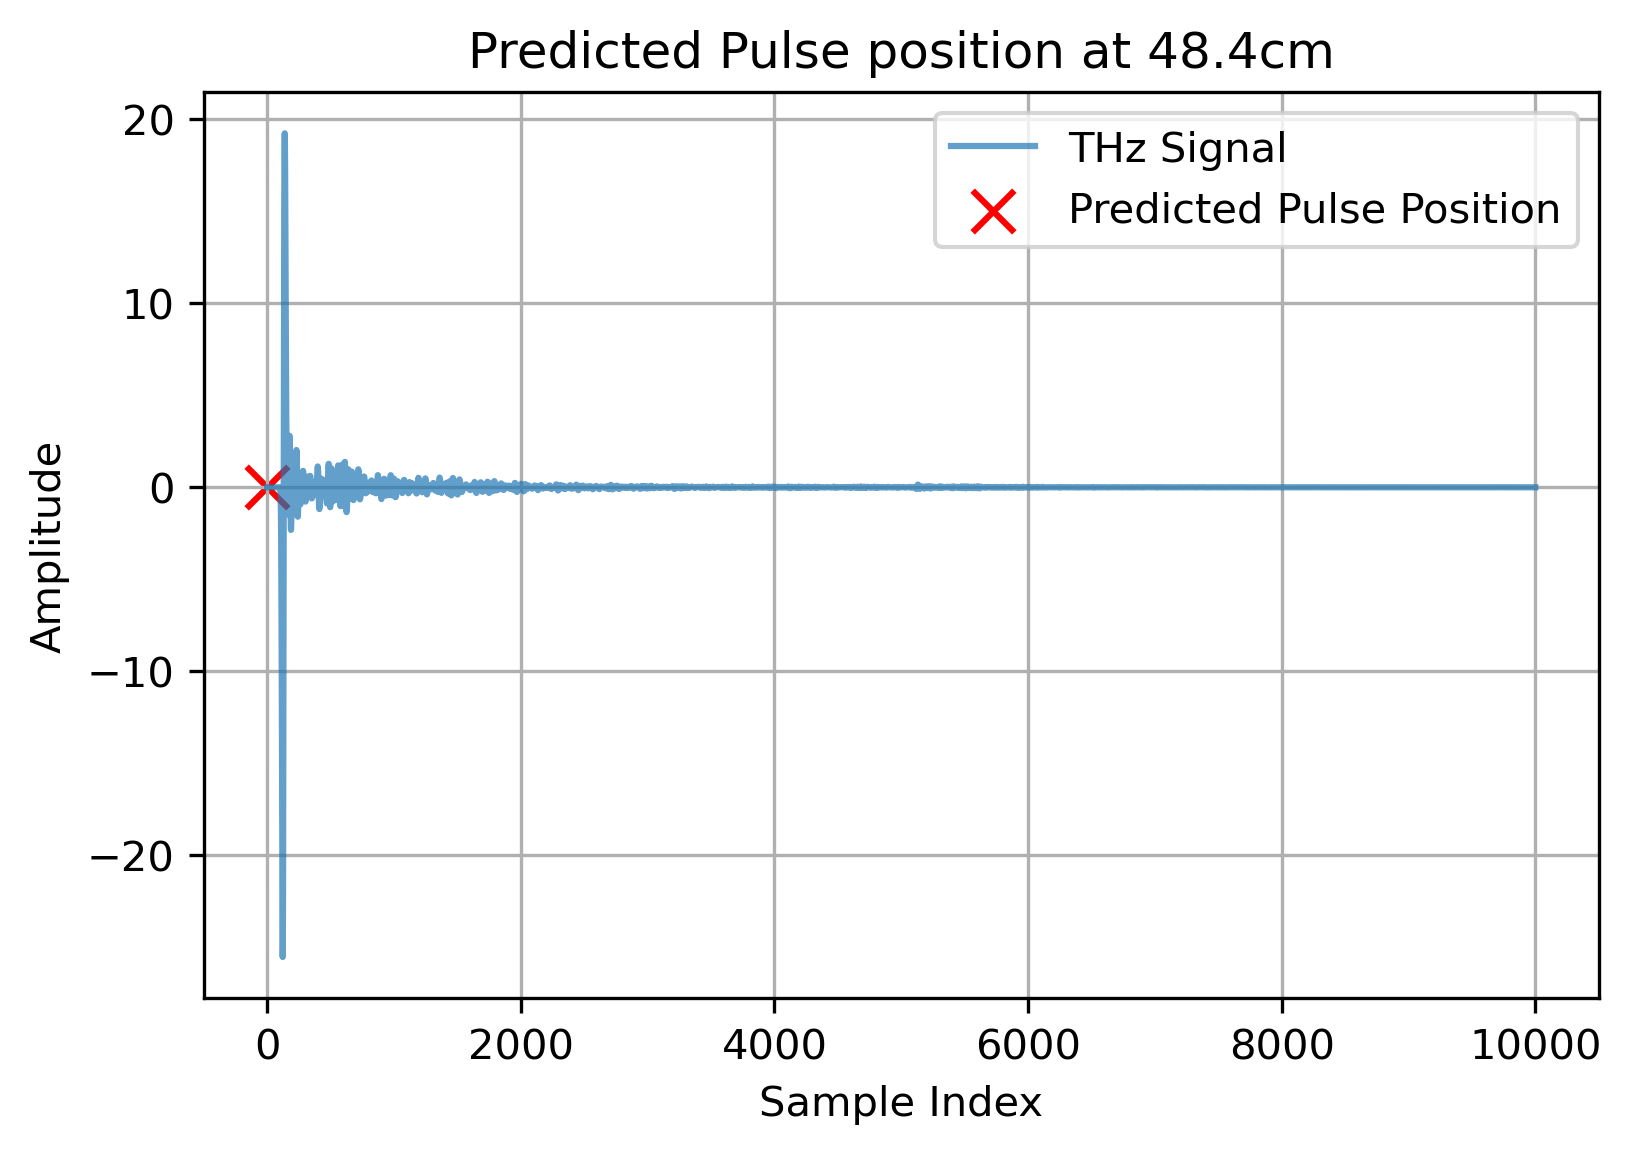 Predicted Pulse position at 48.4cm
THz Signal
Predicted Pulse Position
20
10
0
−10
−20
Amplitude
0 2000 4000 6000 8000 10000
Sample Index